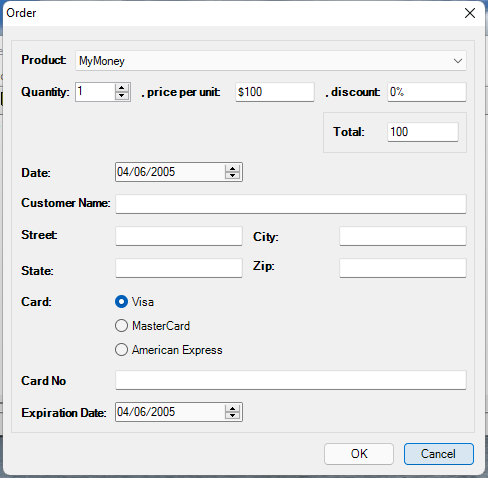 Order
Product: MyMoney
Quantity: 1 , price per unit: $100 , discount: 0%
Total: 100
Date: 04/06/2005
Customer Name:
Street: City:
State: Zip:
Card: Visa
MasterCard
American Express
Card No
Expiration Date: 04/06/2005
OK Cancel